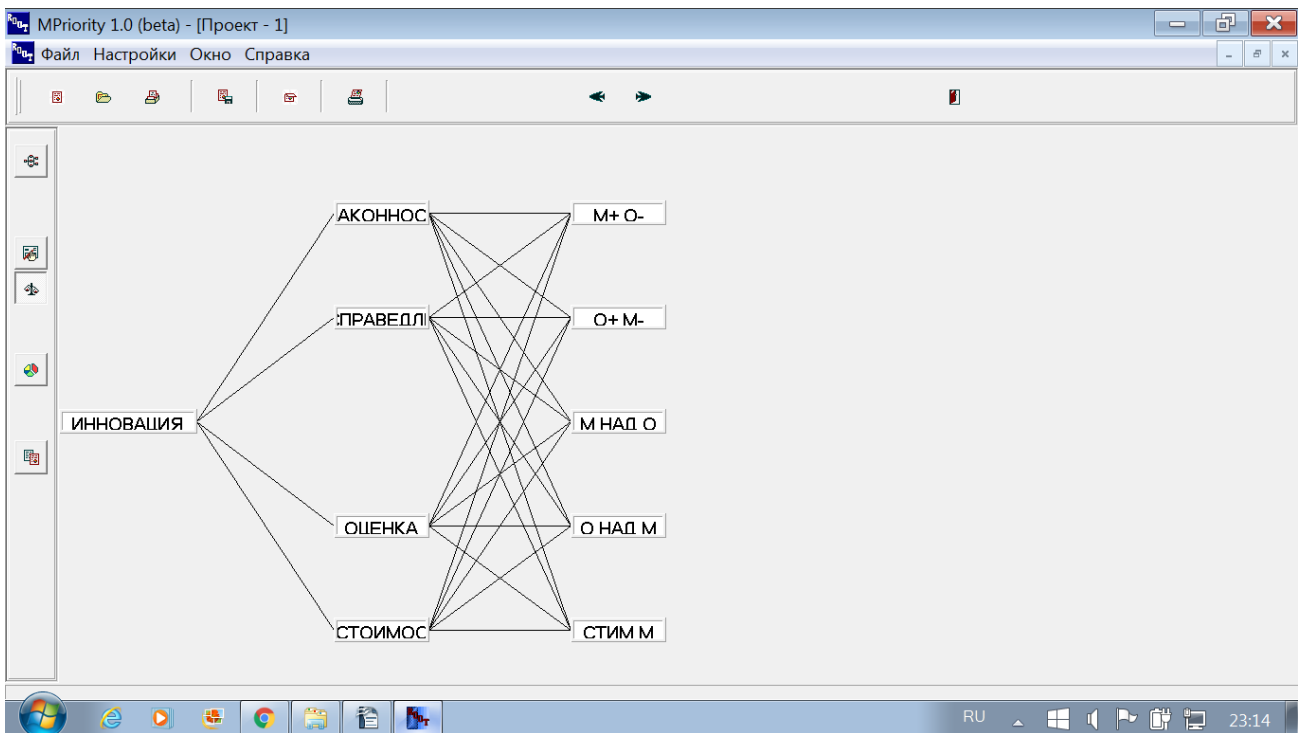 MPriority 1.0 (beta) - [Проект - 1]
Файл Настройки Окно Справка
АКОННОС
М+ О-
:ПРАВЕДЛІ
О+ М-
ИННОВАЦИЯ
М НАД О
ОЦЕНКА
О НАД М
СТОИМОС
СТИМ М
RU
23:14